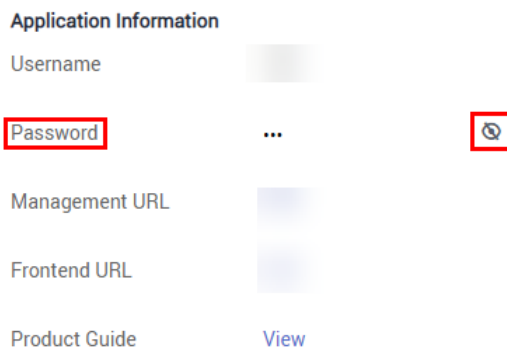 Application Information
Username
Password •••
Management URL
Frontend URL
Product Guide View